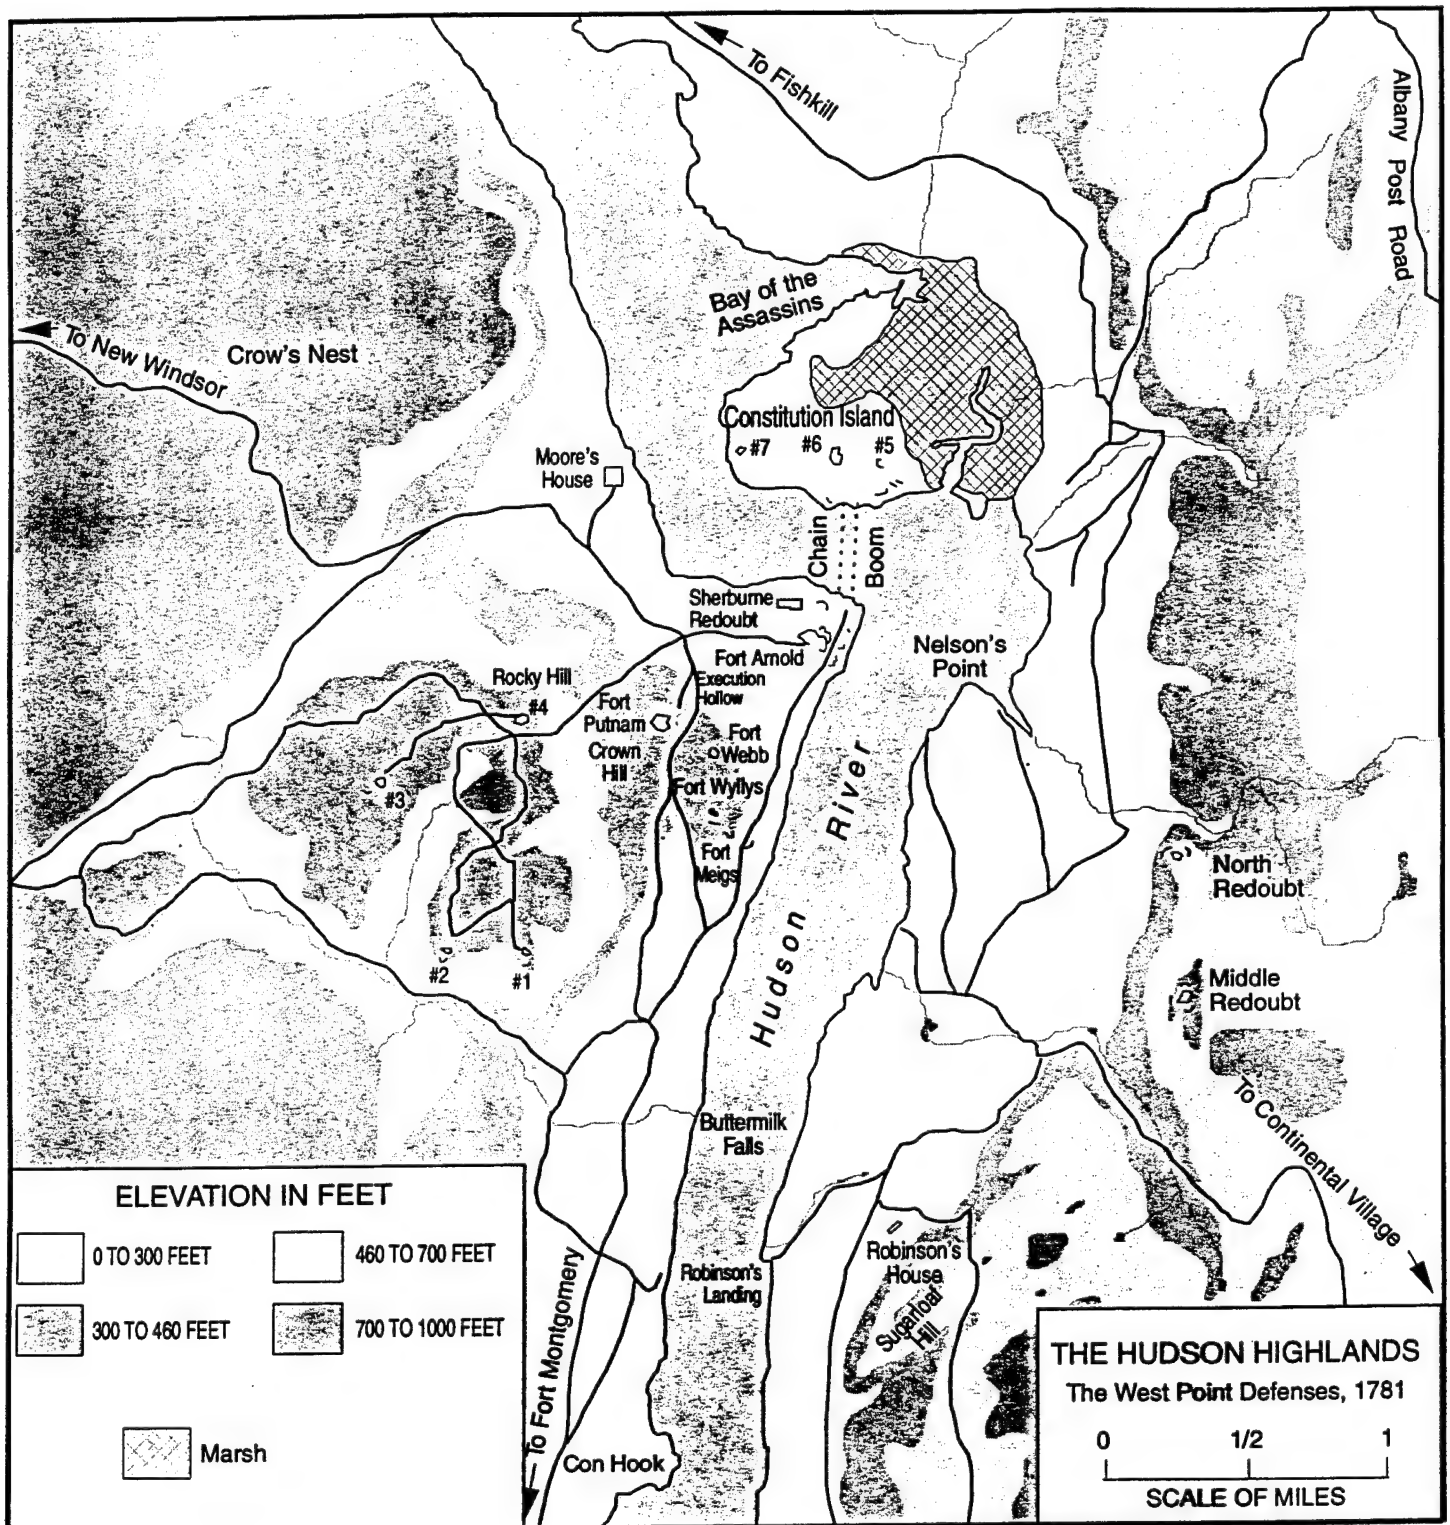 To Fishkill
Albany Post Road
Bay of the
Assassins
To New Windsor
Crow's Nest
Constitution Island
#7
#6
#5
Moore's
House
Chain
Boom
Sherburne
Redoubt
Nelson's
Point
Fort Arnold
Execution
Hollow
Rocky Hill
#4
Fort
Putnam
Crown
Hill
Fort
Webb
Fort Wyllys
#3
Fort
Meigs
Hudson River
North
Redoubt
#2
#1
Middle
Redoubt
To Continental Village
Buttermilk
Falls
Robinson's
House
Robinson's
Landing
Sugarloaf
Hill
To Fort Montgomery
Con Hook
ELEVATION IN FEET
0 TO 300 FEET
460 TO 700 FEET
300 TO 460 FEET
700 TO 1000 FEET
Marsh
THE HUDSON HIGHLANDS
The West Point Defenses, 1781
0 1/2 1
SCALE OF MILES